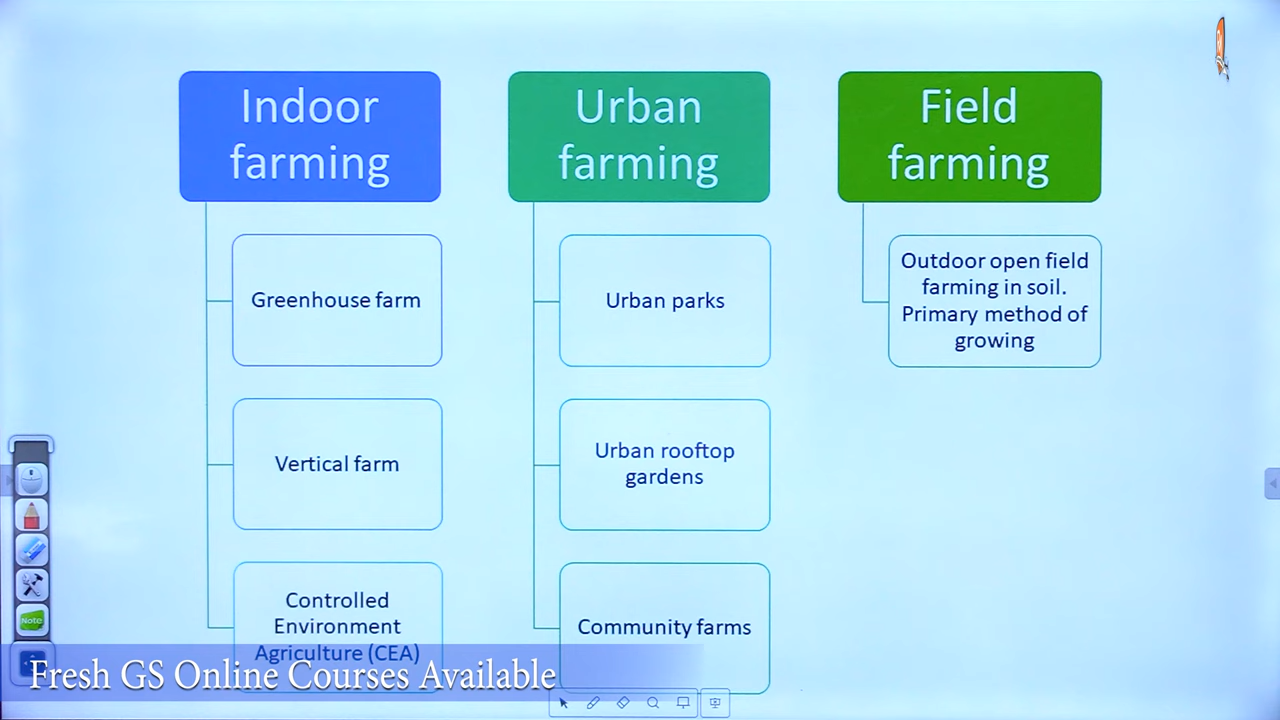 Indoor
farming
Greenhouse farm
Vertical farm
Controlled
Environment
Agriculture (CEA)
Urban
farming
Urban parks
Urban rooftop
gardens
Community farms
Field
farming
Outdoor open field
farming in soil.
Primary method of
growing
Note
Fresh GS Online Courses Available